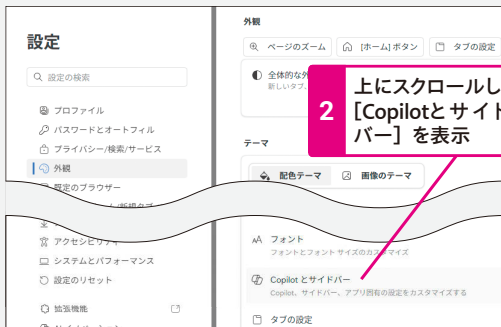 設定
設定の検索
プロファイル
パスワードとオートフィル
プライバシー/検索/サービス
外観
既定のブラウザー
アクセシビリティ
システムとパフォーマンス
設定のリセット
拡張機能
外観
ページのズーム
[ホーム] ボタン
タブの設定
全体的な外
新しいタブ、
2
上にスクロールし
[Copilotとサイド
バー］を表示
テーマ
配色テーマ
画像のテーマ
フォント
フォントとフォント サイズのカスタマイズ
Copilot とサイドバー
Copilot、サイドバー、アプリ固有の設定をカスタマイズする
タブの設定